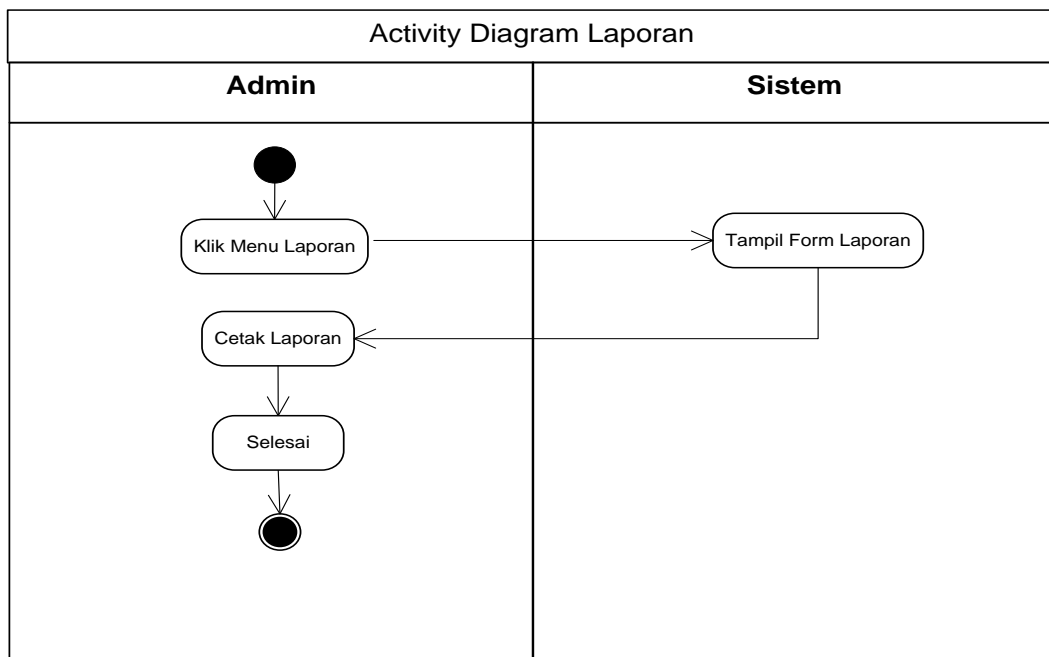 Activity Diagram Laporan
Admin
Sistem
Klik Menu Laporan
Tampil Form Laporan
Cetak Laporan
Selesai